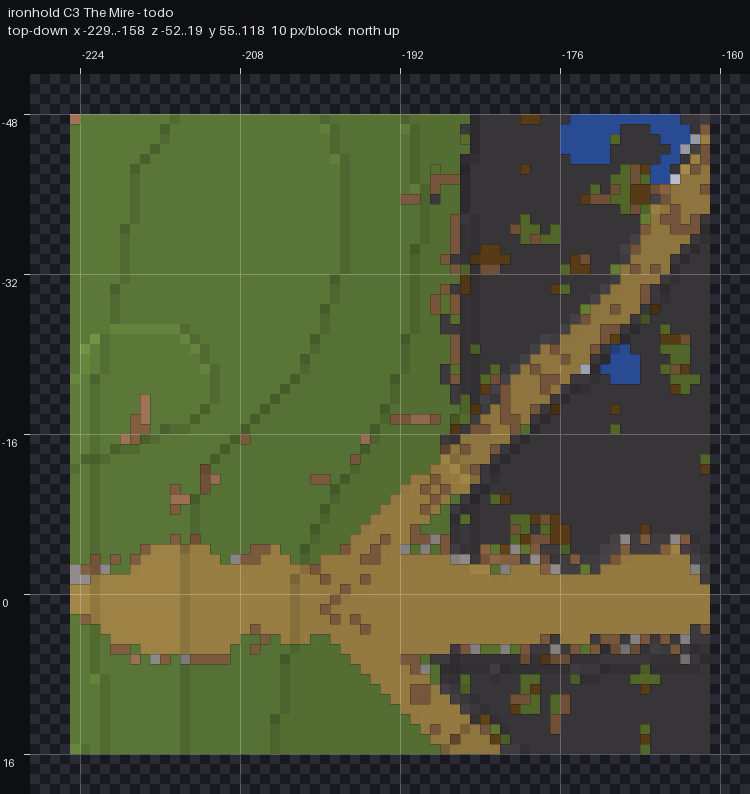 ironhold C3 The Mire - todo
top-down x -229..-158 z -52..19 y 55..118 10 px/block north up
-224 -208 -192 -176 -160
-48
-32
-16
0
16